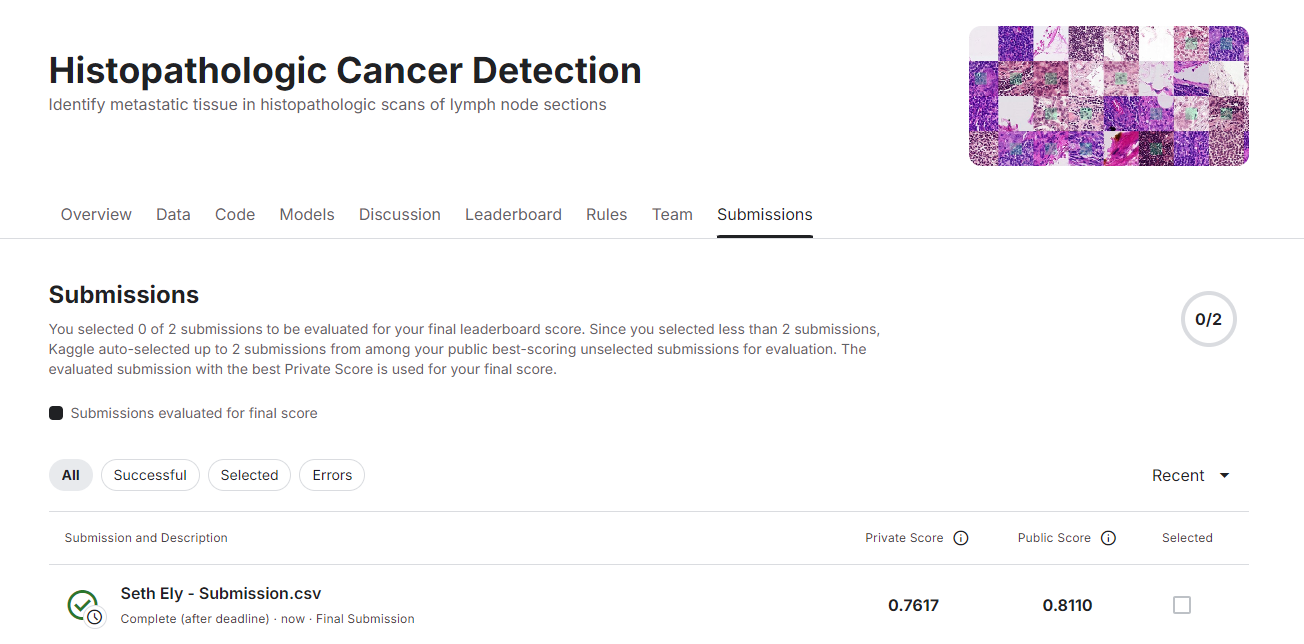 Histopathologic Cancer Detection
Identify metastatic tissue in histopathologic scans of lymph node sections
Overview Data Code Models Discussion Leaderboard Rules Team Submissions
Submissions
You selected 0 of 2 submissions to be evaluated for your final leaderboard score. Since you selected less than 2 submissions,
Kaggle auto-selected up to 2 submissions from among your public best-scoring unselected submissions for evaluation. The
evaluated submission with the best Private Score is used for your final score.
0/2
Submissions evaluated for final score
All Successful Selected Errors Recent
Submission and Description Private Score Public Score Selected
Seth Ely - Submission.csv
Complete (after deadline) · now · Final Submission
0.7617 0.8110